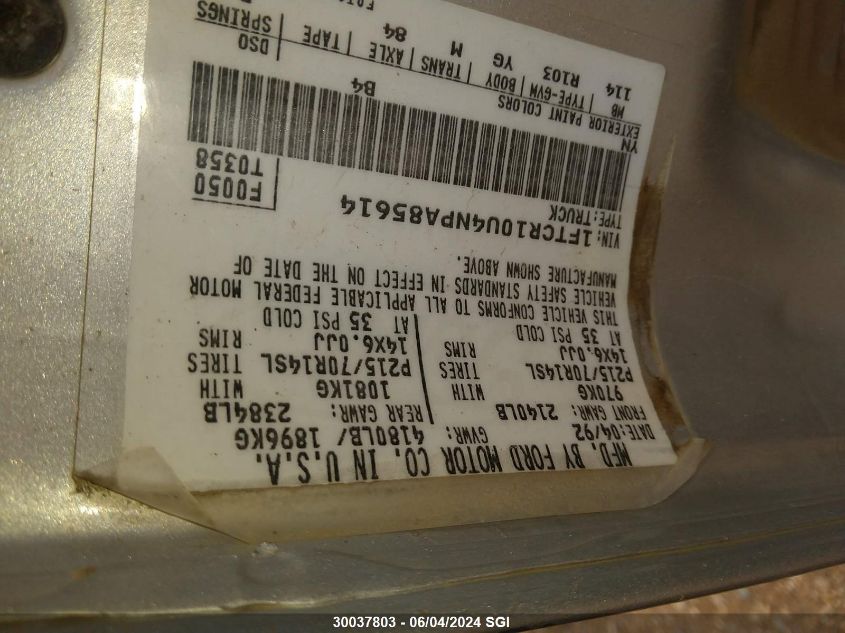 MFD. BY FORD MOTOR CO. IN U.S.A.
DATE:04/92 GVWR: 4180LB/ 1896KG
FRONT GAWR: 2140LB REAR GAWR: 2384LB
970KG WITH 1081KG WITH
P215/70R14SL TIRES P215/70R14SL TIRES
14X6.0JJ RIMS 14X6.0JJ RIMS
AT 35 PSI COLD AT 35 PSI COLD
THIS VEHICLE CONFORMS TO ALL APPLICABLE FEDERAL MOTOR
VEHICLE SAFETY STANDARDS IN EFFECT ON THE DATE OF
MANUFACTURE SHOWN ABOVE.
VIN: 1FTCR10U4NPA85614
TYPE:TRUCK
F0050
T0358
YN B4
EXTERIOR PAINT COLORS DSO
WB TYPE-GVW BODY TRANS AXLE TAPE SPRINGS
114 R103 YG M 84
30037803 - 06/04/2024 SGI